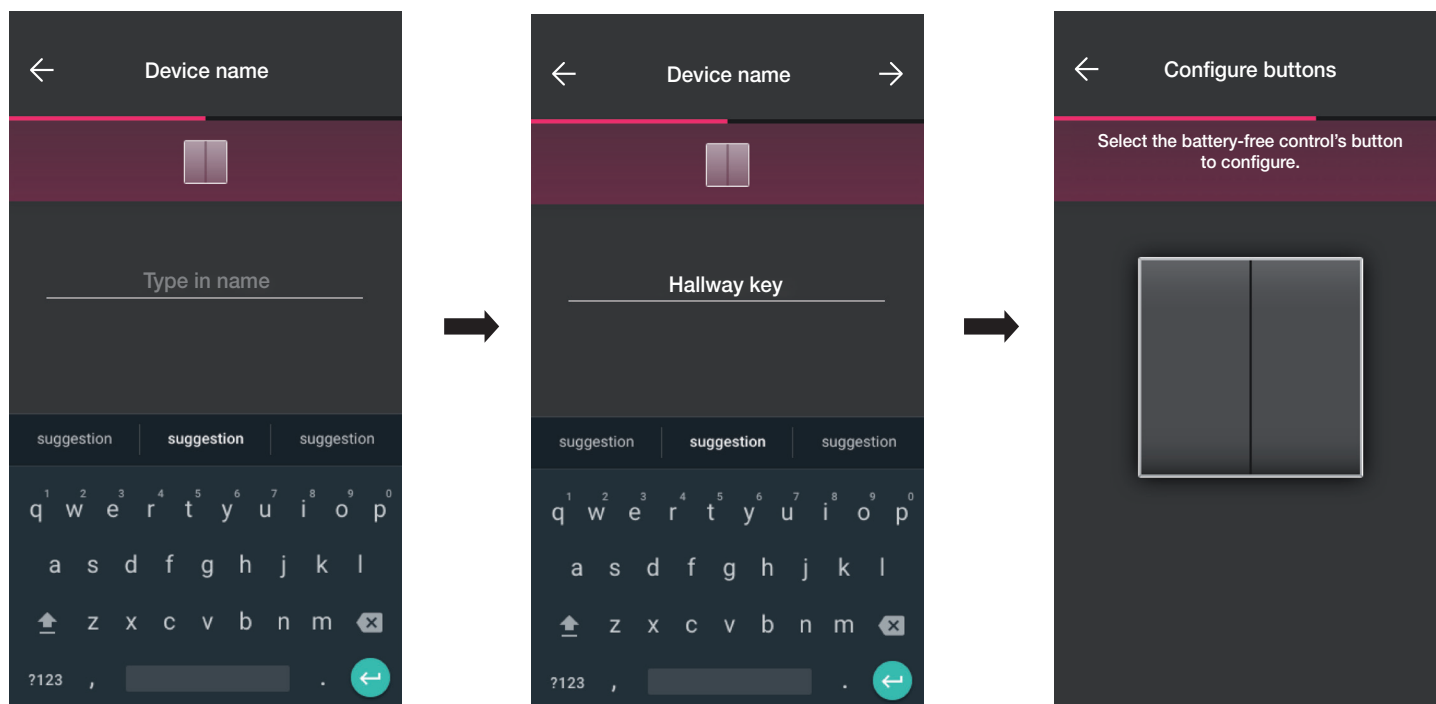 Device name
Type in name
suggestion suggestion suggestion
1 2 3 4 5 6 7 8 9 0
q w e r t y u i o p
a s d f g h j k l
z x c v b n m
?123 , .
Device name
Hallway key
suggestion suggestion suggestion
1 2 3 4 5 6 7 8 9 0
q w e r t y u i o p
a s d f g h j k l
z x c v b n m
?123 , .
Configure buttons
Select the battery-free control’s button
to configure.